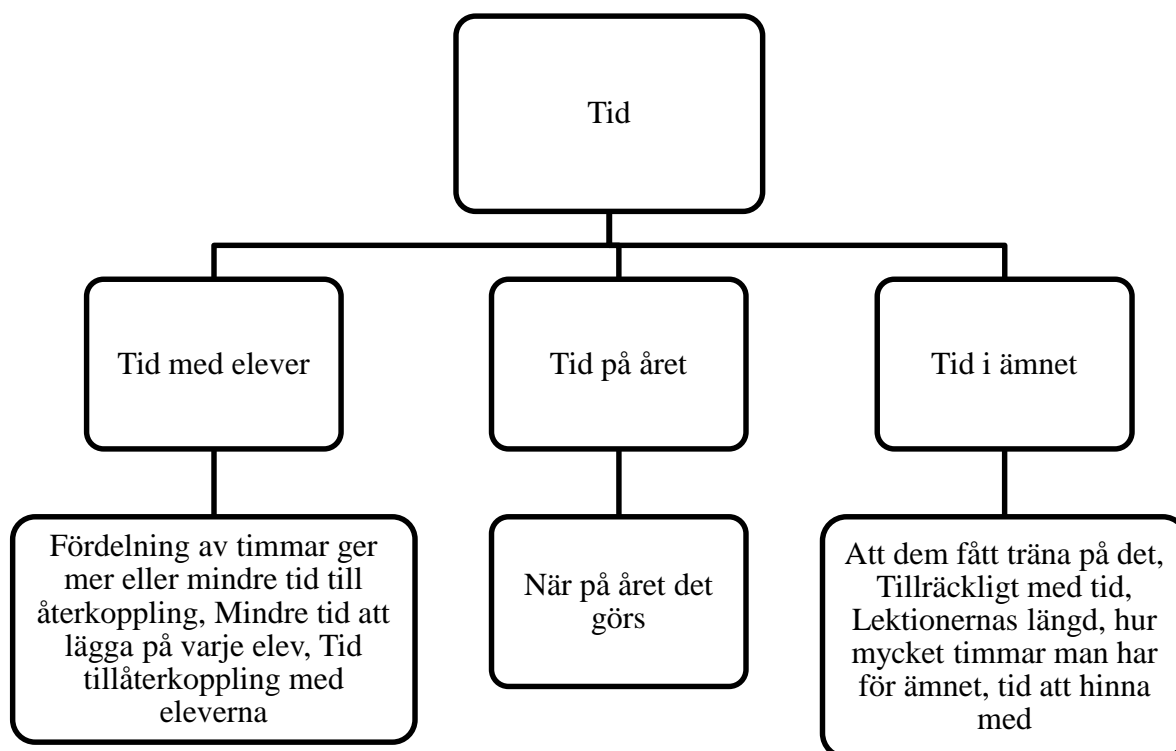 Tid
Tid med elever
Tid på året
Tid i ämnet
Fördelning av timmar ger
mer eller mindre tid till
återkoppling, Mindre tid att
lägga på varje elev, Tid
tillåterkoppling med
eleverna
När på året det
görs
Att dem fått träna på det,
Tillräckligt med tid,
Lektionernas längd, hur
mycket timmar man har
för ämnet, tid att hinna
med